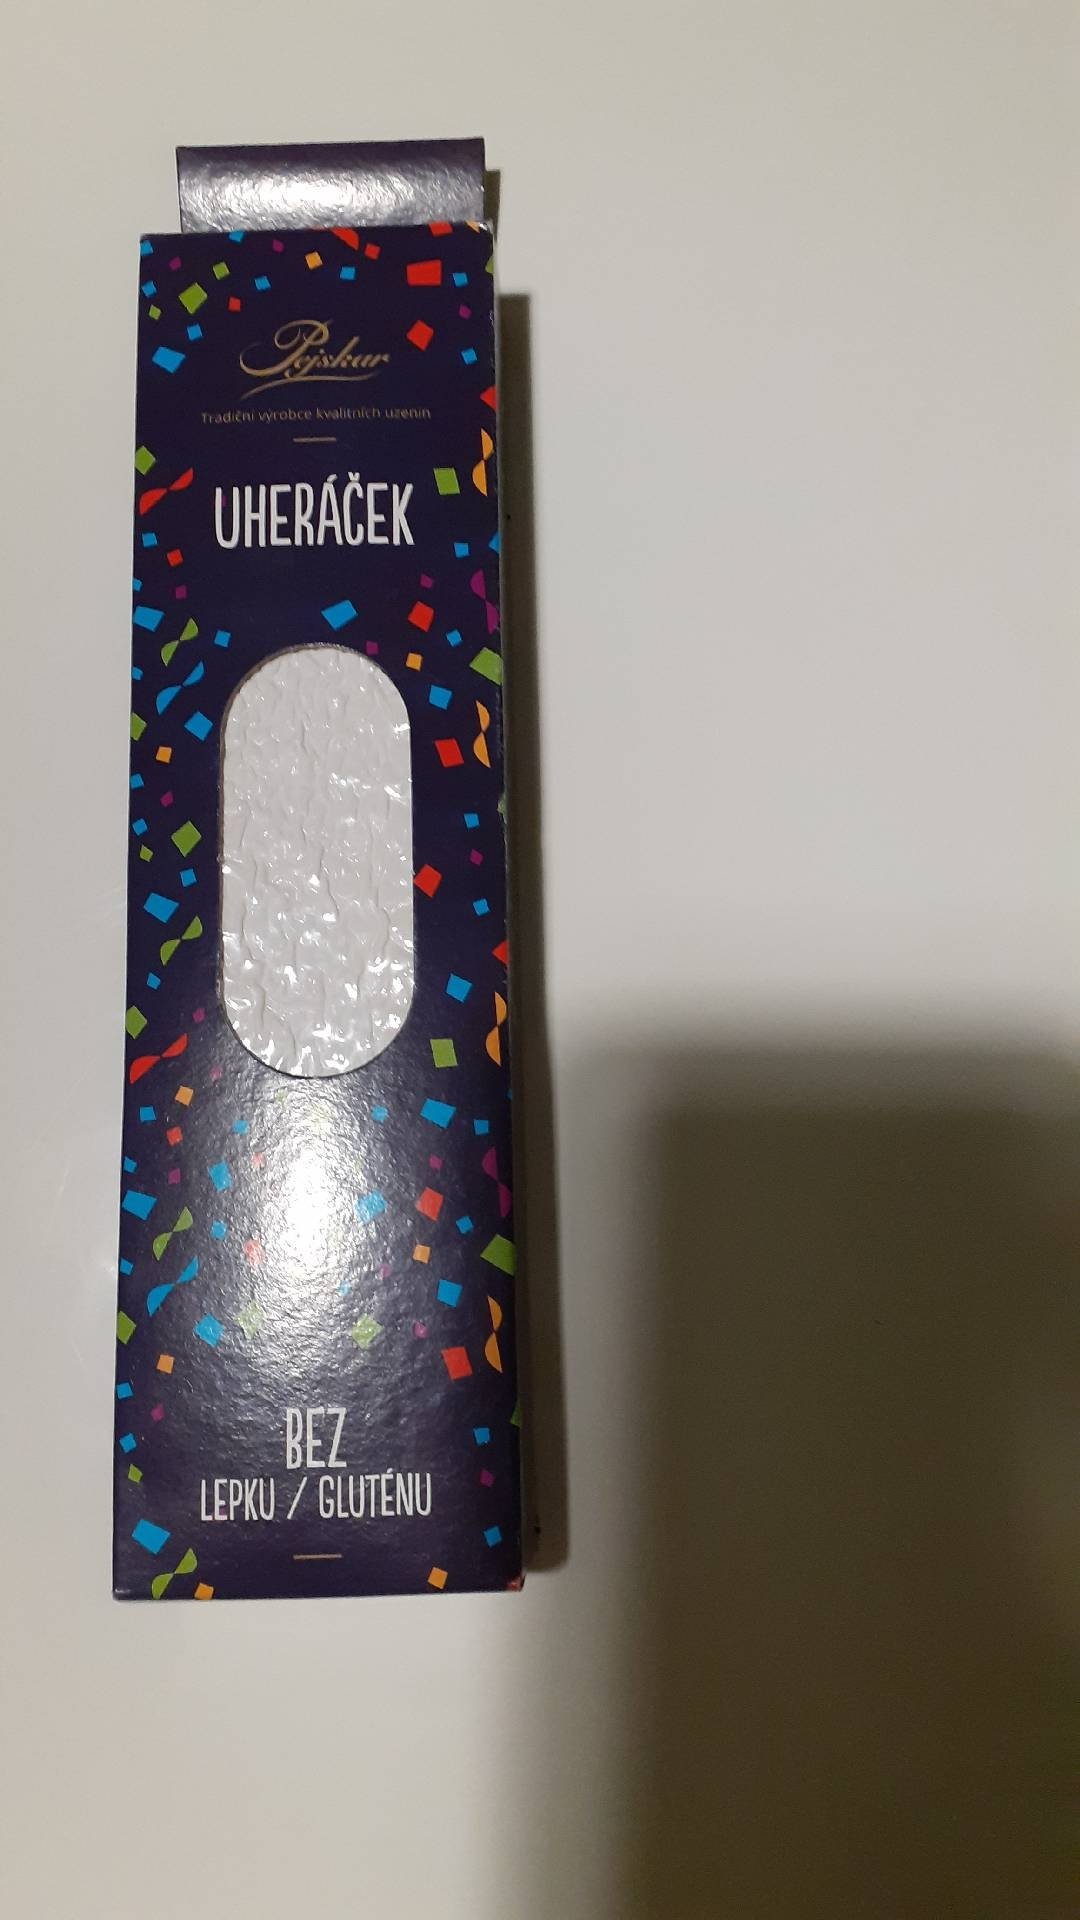 Pejskar
Tradiční výrobce kvalitních uzenin
UHERÁČEK
BEZ
LEPKU / GLUTÉNU